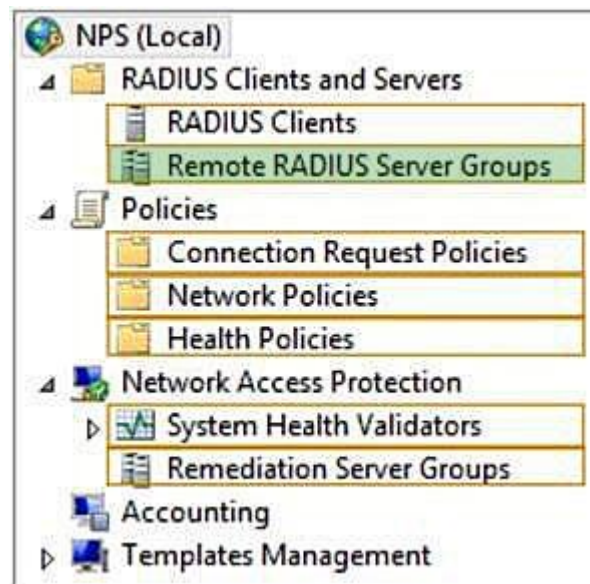 NPS (Local)
RADIUS Clients and Servers
RADIUS Clients
Remote RADIUS Server Groups
Policies
Connection Request Policies
Network Policies
Health Policies
Network Access Protection
System Health Validators
Remediation Server Groups
Accounting
Templates Management